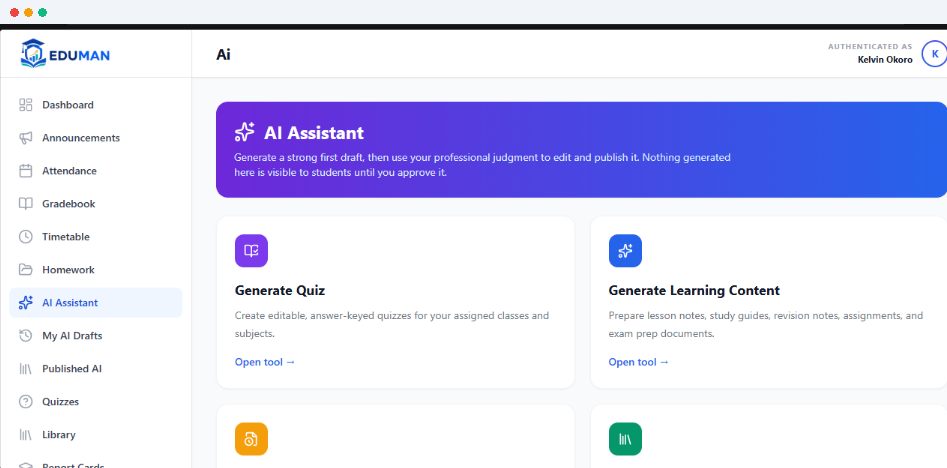 EDUMAN
Ai
AUTHENTICATED AS
Kelvin Okoro
K
Dashboard
Announcements
Attendance
Gradebook
Timetable
Homework
AI Assistant
My AI Drafts
Published AI
Quizzes
Library
Report Cards
AI Assistant
Generate a strong first draft, then use your professional judgment to edit and publish it. Nothing generated
here is visible to students until you approve it.
Generate Quiz
Create editable, answer-keyed quizzes for your assigned classes and
subjects.
Open tool →
Generate Learning Content
Prepare lesson notes, study guides, revision notes, assignments, and
exam prep documents.
Open tool →